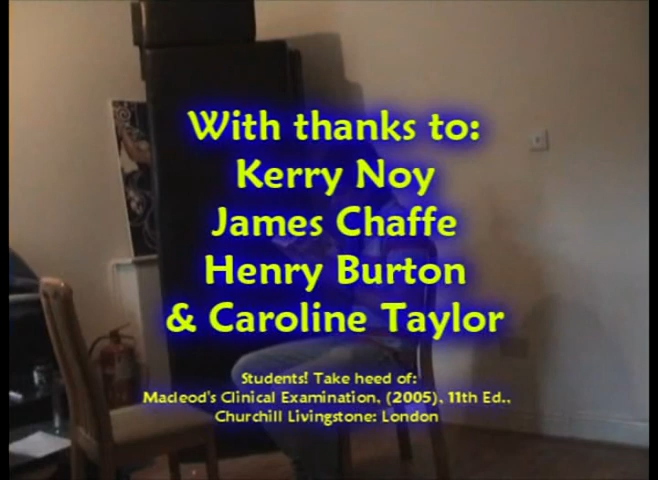 With thanks to:
Kerry Noy
James Chaffe
Henry Burton
& Caroline Taylor
Students! Take heed of:
Macleod's Clinical Examination, (2005), 11th Ed.,
Churchill Livingstone: London